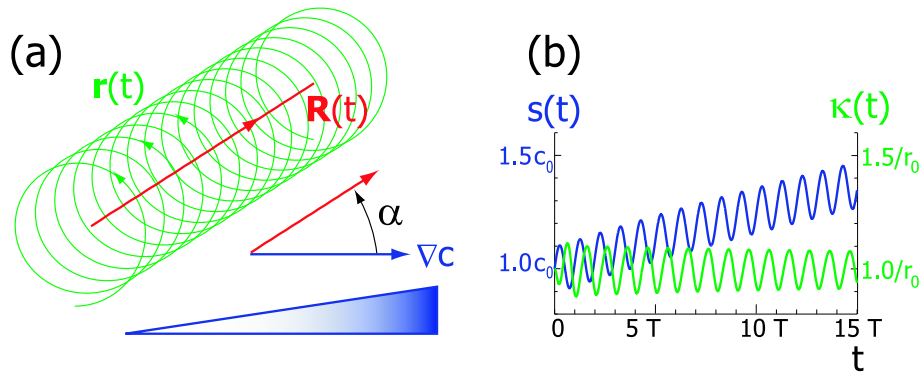 (a)
r(t)
R(t)
α
∇c
(b)
s(t)
κ(t)
1.5c₀
1.5/r₀
1.0c₀
1.0/r₀
0 5 T 10 T 15 T
t